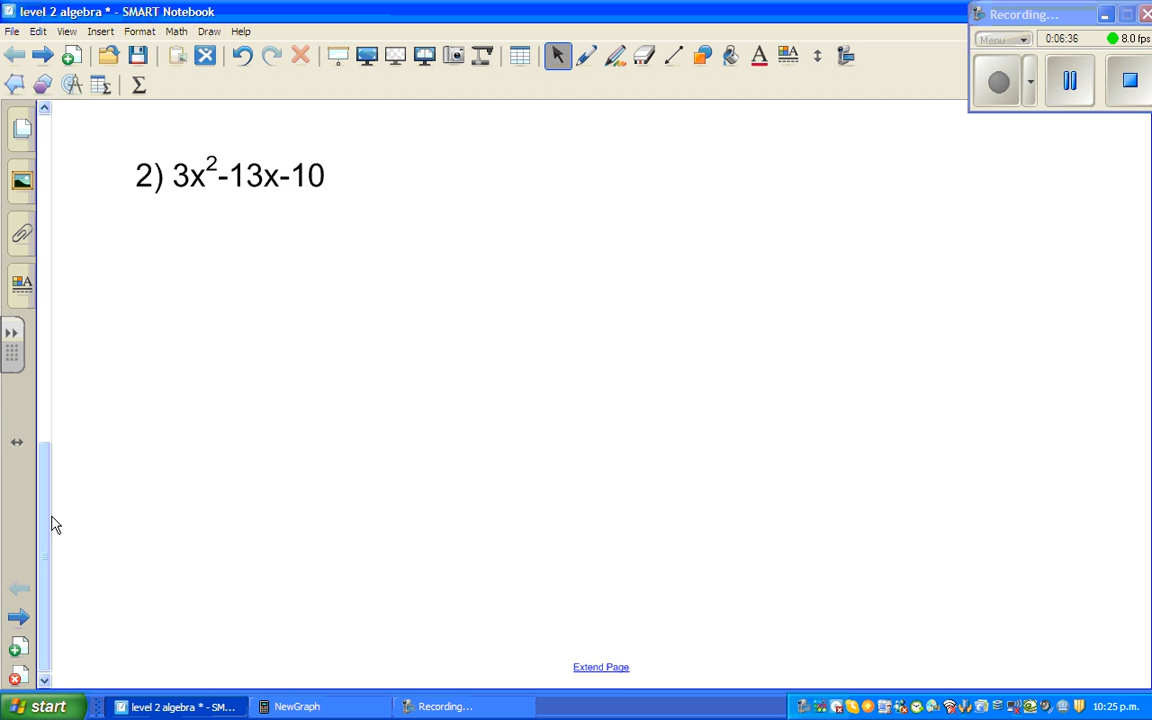 level 2 algebra * - SMART Notebook
Recording...
File Edit View Insert Format Math Draw Help
Menu 0:06:36 8.0 fps
2) 3x²-13x-10
Extend Page
start level 2 algebra * - SM... NewGraph Recording... 10:25 p.m.